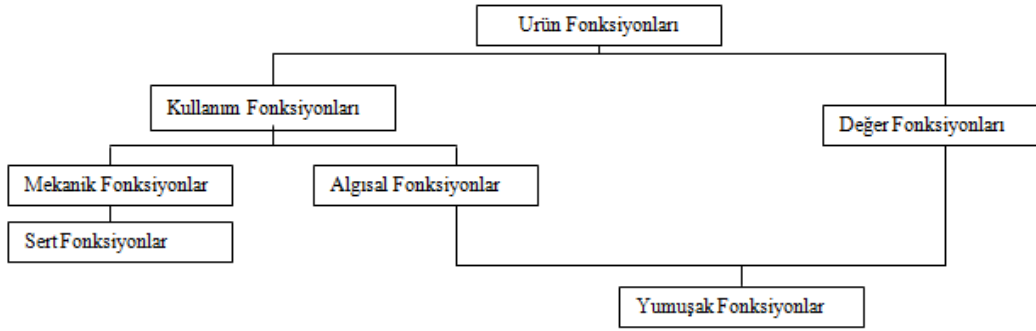 Urün Fonksiyonları
Kullanım Fonksiyonları
Değer Fonksiyonları
Mekanik Fonksiyonlar
Algısal Fonksiyonlar
Sert Fonksiyonlar
Yumuşak Fonksiyonlar